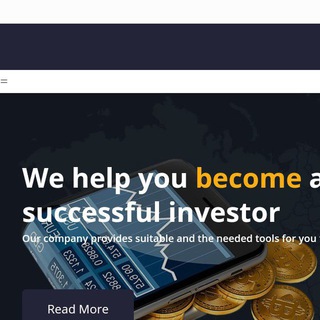 =
We help you become a
successful investor
Our company provides suitable and the needed tools for you
Read More